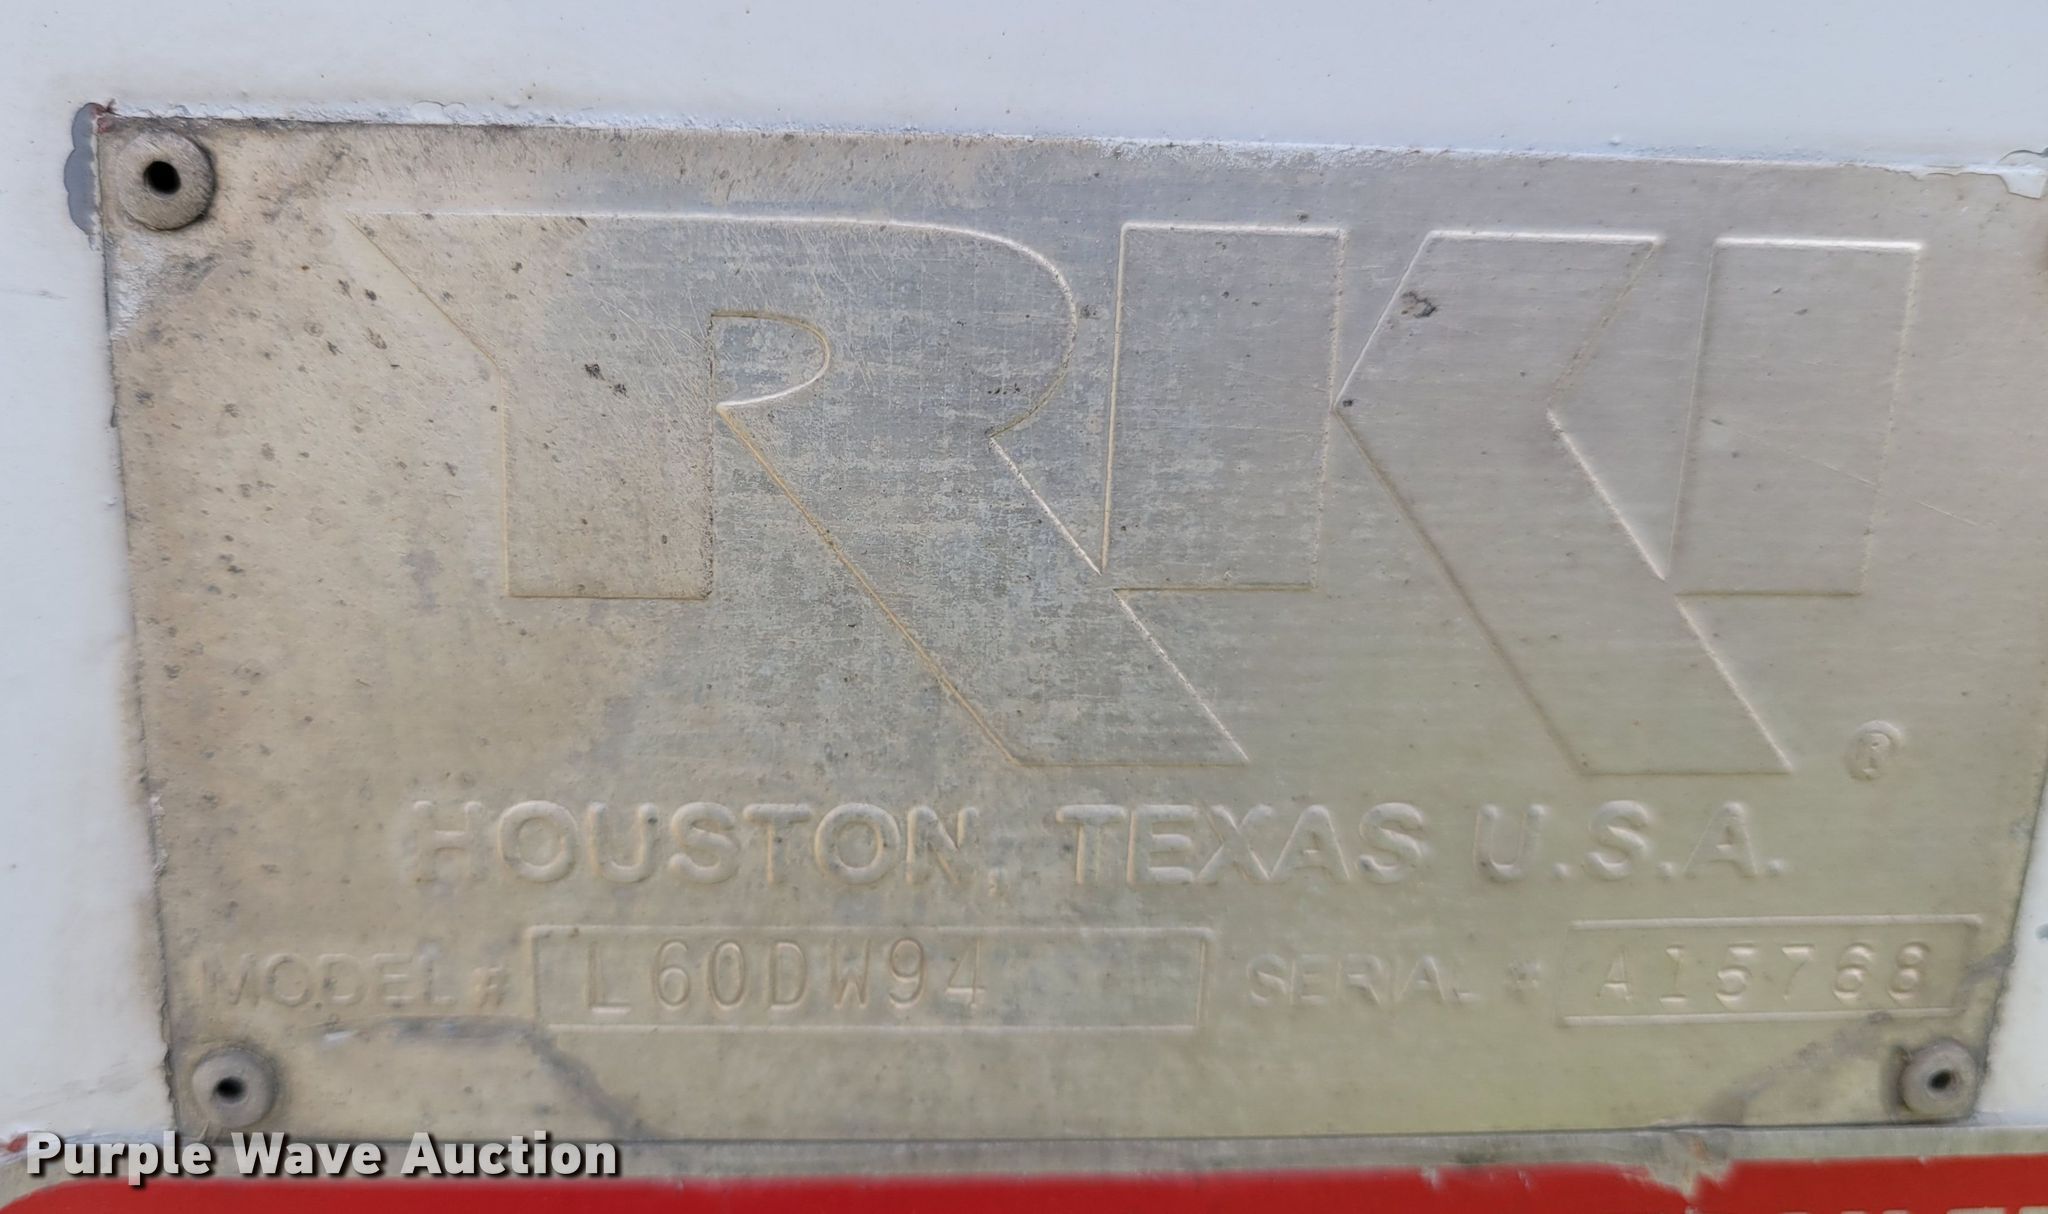 RKI
®
HOUSTON, TEXAS U.S.A.
MODEL # L60DW94 SERIAL # A15768
Purple Wave Auction